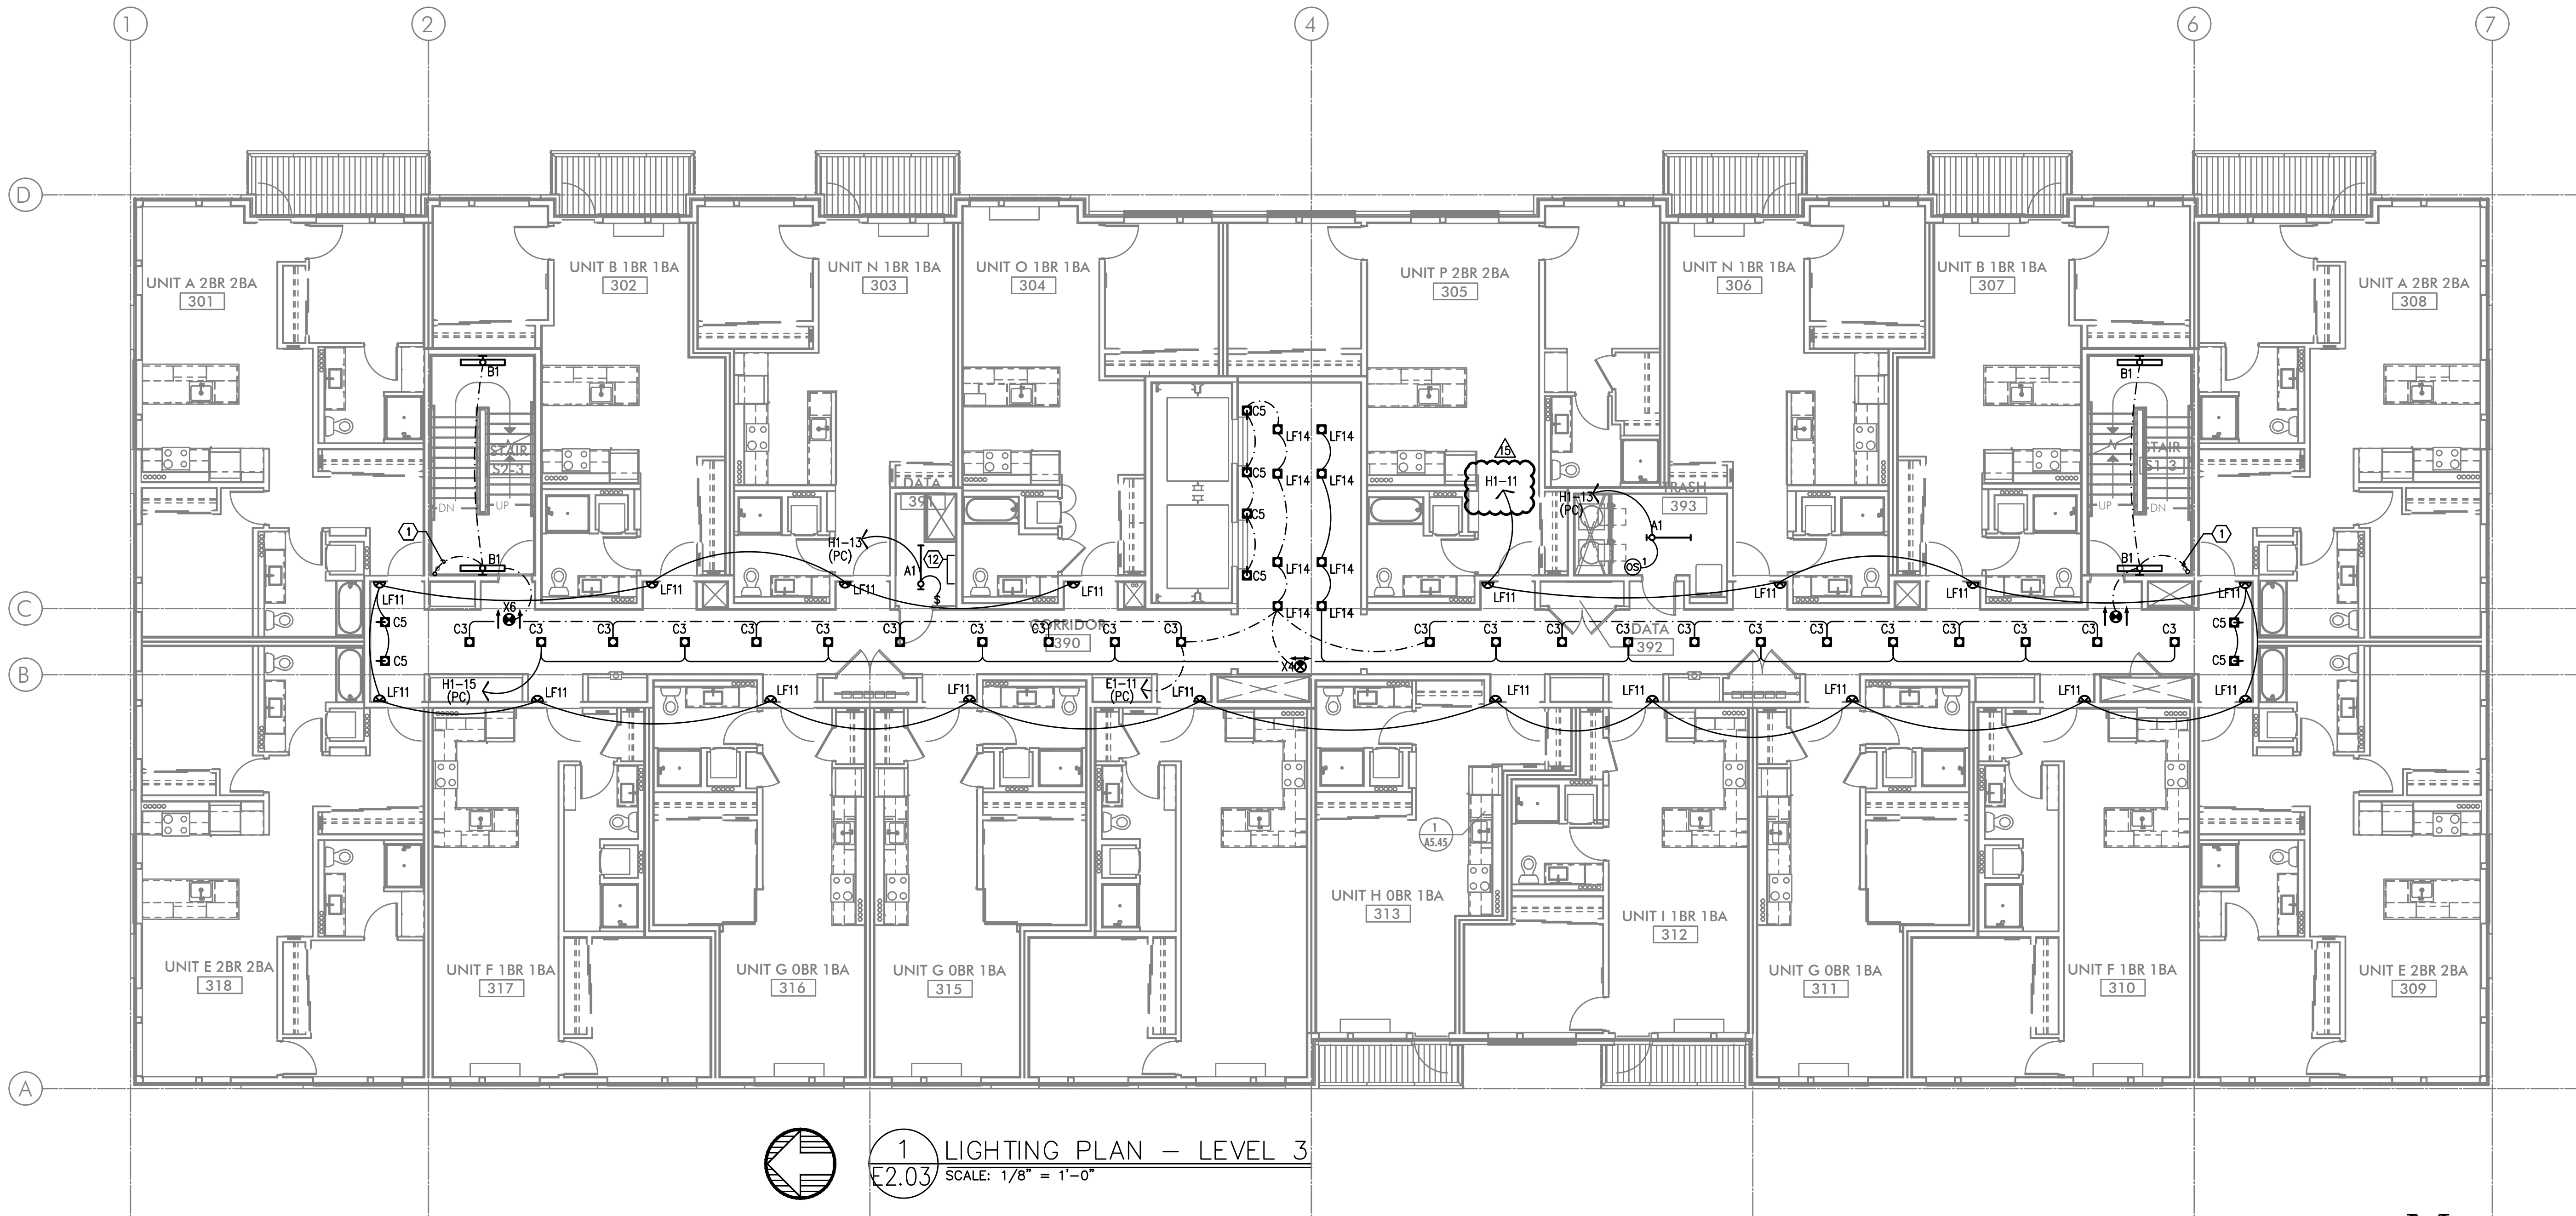 1
2
4
6
7
D
UNIT A 2BR 2BA
301
UNIT B 1BR 1BA
302
UNIT N 1BR 1BA
303
UNIT O 1BR 1BA
304
UNIT P 2BR 2BA
305
UNIT N 1BR 1BA
306
UNIT B 1BR 1BA
307
UNIT A 2BR 2BA
308
B1
B1
C5
LF14
LF14
C5
LF14
LF14
C5
C5
LF14
LF14
LF14
LF14
STAIR
S2-3
DN
UP
STAIR
S1-3
UP
DN
DATA
391
15
H1-11
H1-13
(PC)
TRASH
393
A1
OS
1
1
B1
H1-13
(PC)
12
A1
$
B1
1
C
LF11
LF11
LF11
LF11
LF11
LF11
LF11
LF11
X6
C5
C5
C3
C3
C3
C3
C3
C3
C3
C3
C3
C3
C3
CORRIDOR
390
C3
C3
C3
C3
C3
C3
C3
C3
C3
C3
C3
C3
DATA
392
C5
C5
X4
B
LF11
H1-15
(PC)
LF11
LF11
LF11
E1-11
(PC)
LF11
LF11
LF11
LF11
LF11
LF11
1
A5.45
UNIT H 0BR 1BA
313
UNIT I 1BR 1BA
312
UNIT E 2BR 2BA
318
UNIT F 1BR 1BA
317
UNIT G 0BR 1BA
316
UNIT G 0BR 1BA
315
UNIT G 0BR 1BA
311
UNIT F 1BR 1BA
310
UNIT E 2BR 2BA
309
A
1
E2.03
LIGHTING PLAN - LEVEL 3
SCALE: 1/8" = 1'-0"